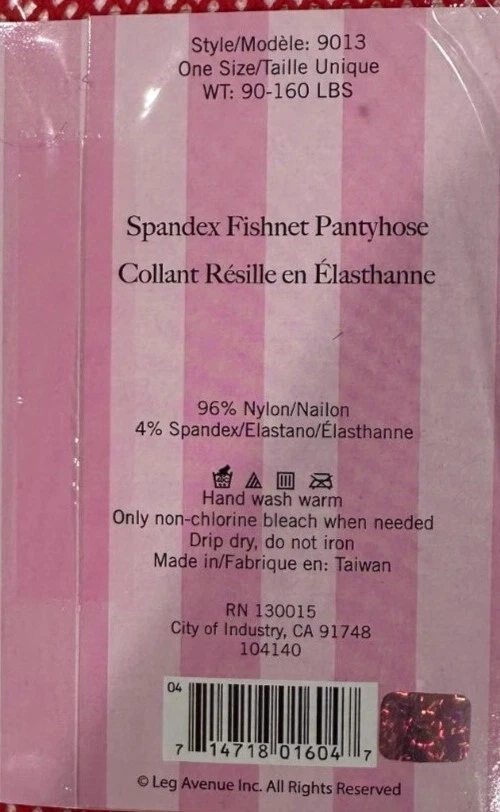 Style/Modèle: 9013
One Size/Taille Unique
WT: 90-160 LBS
Spandex Fishnet Pantyhose
Collant Résille en Élasthanne
96% Nylon/Nailon
4% Spandex/Elastano/Élasthanne
Hand wash warm
Only non-chlorine bleach when needed
Drip dry, do not iron
Made in/Fabrique en: Taiwan
RN 130015
City of Industry, CA 91748
104140
04
7 14718 01604 7
© Leg Avenue Inc. All Rights Reserved